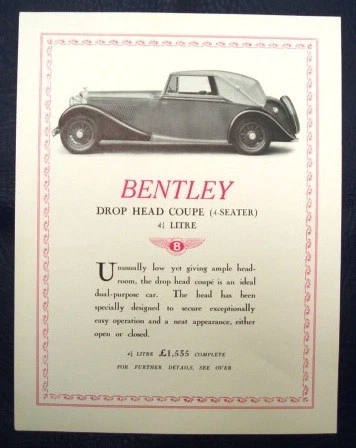 BENTLEY
DROP HEAD COUPE (4-SEATER)
4¼ LITRE
B
Unusually low yet giving ample head-
room, the drop head coupé is an ideal
dual-purpose car. The head has been
specially designed to secure exceptionally
easy operation and a neat appearance, either
open or closed.
4¼ LITRE £1,535 COMPLETE
FOR FURTHER DETAILS, SEE OVER